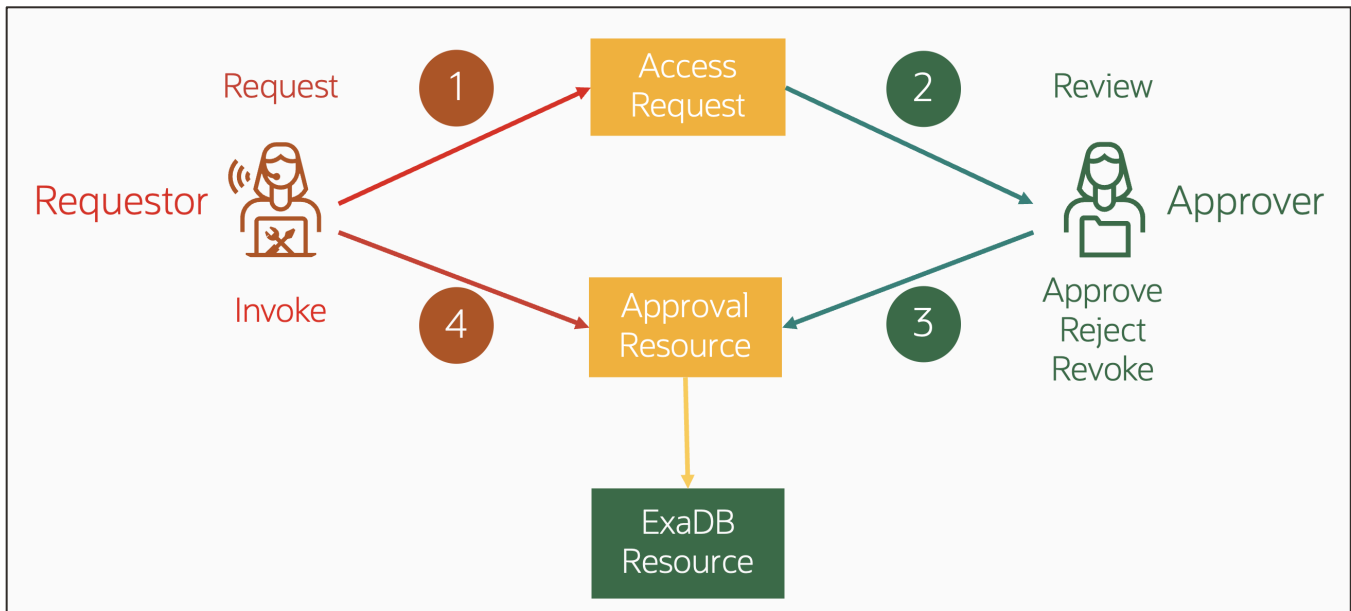 Request
1
Access
Request
2
Review
Requestor
Approver
Invoke
4
Approval
Resource
3
Approve
Reject
Revoke
ExaDB
Resource